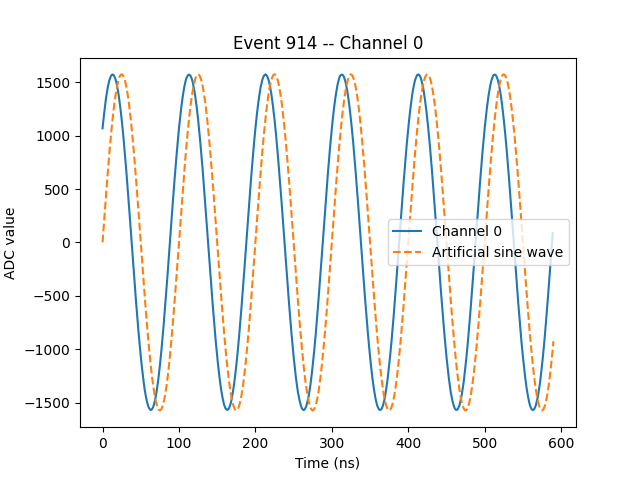 Event 914 -- Channel 0
1500
1000
500
0
−500
−1000
−1500
ADC value
Channel 0
Artificial sine wave
0 100 200 300 400 500 600
Time (ns)